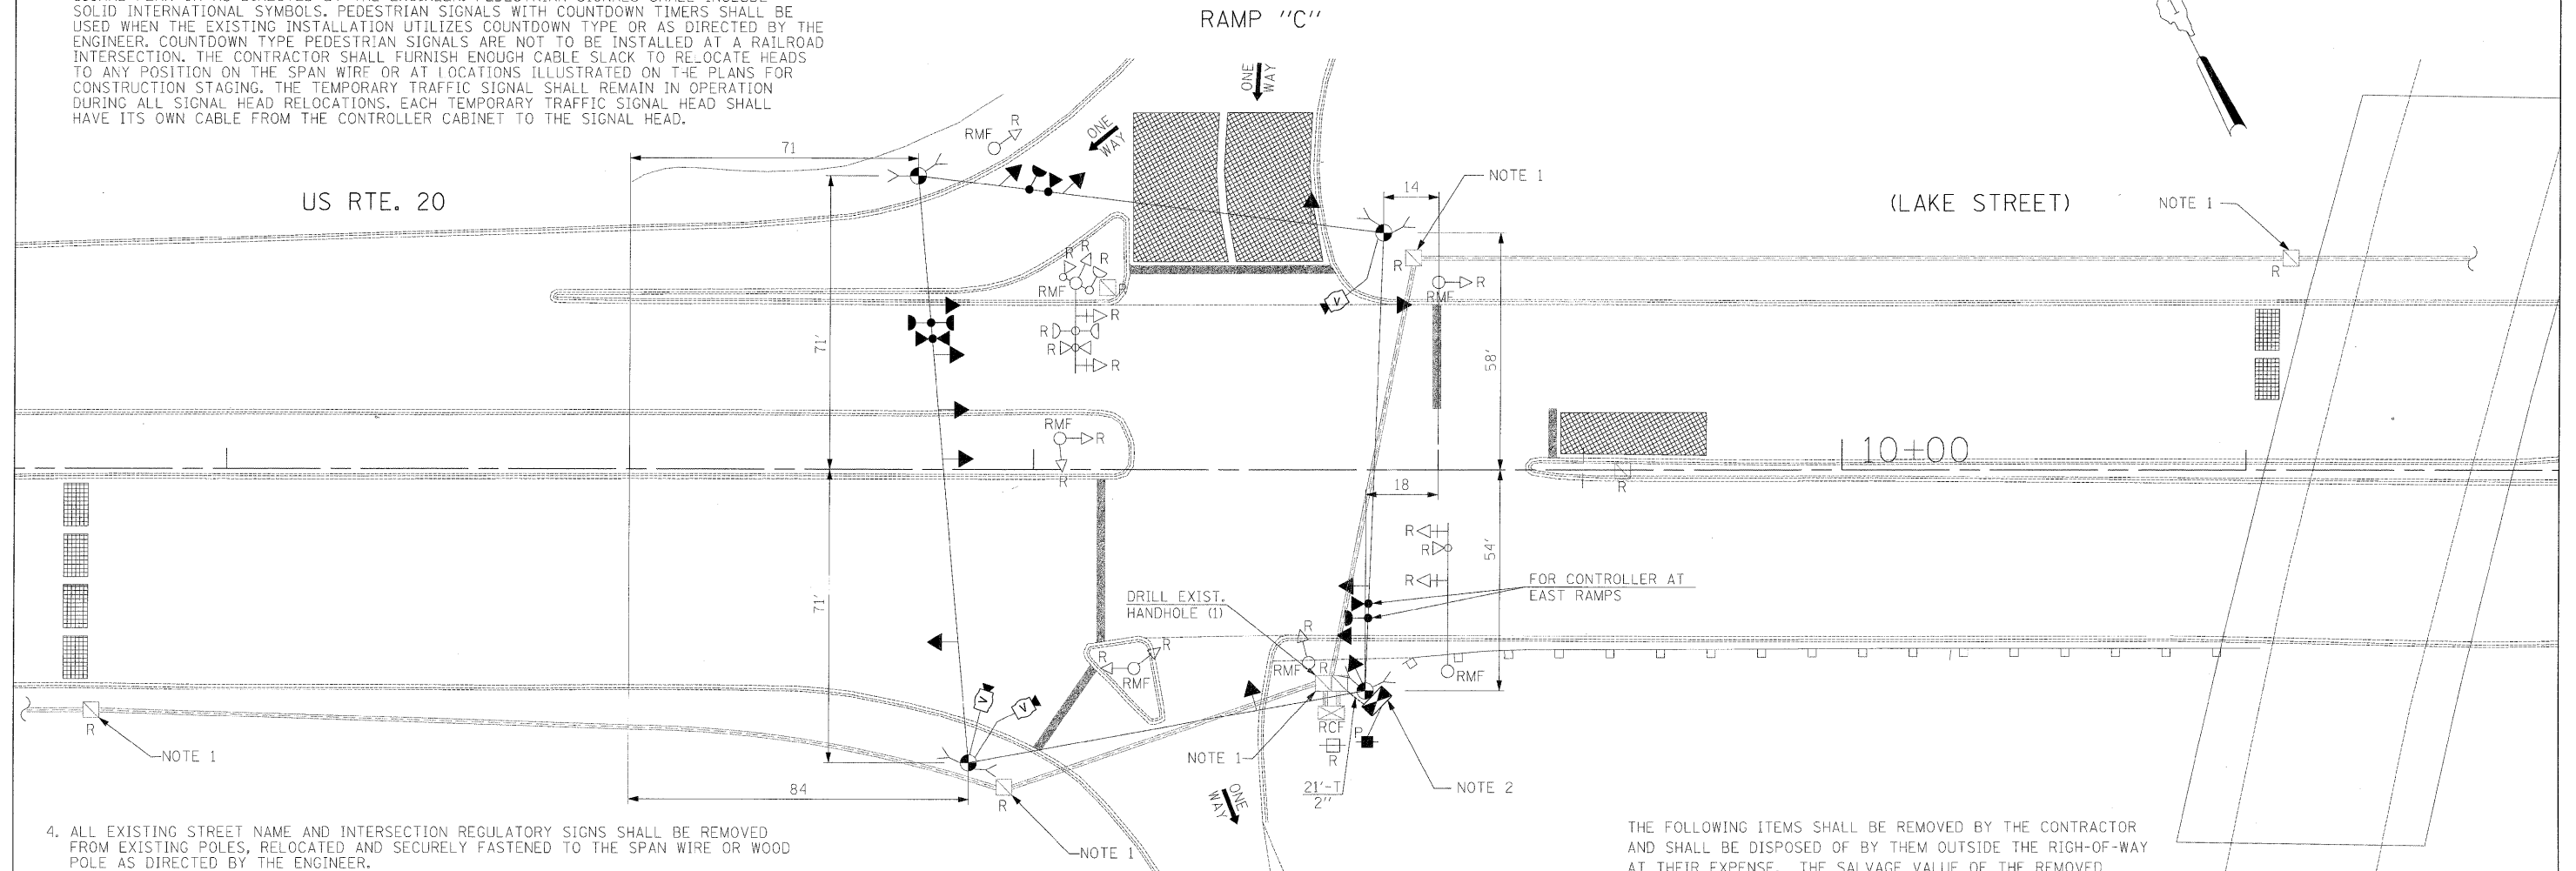 SOLID INTERNATIONAL SYMBOLS. PEDESTRIAN SIGNALS WITH COUNTDOWN TIMERS SHALL BE
USED WHEN THE EXISTING INSTALLATION UTILIZES COUNTDOWN TYPE OR AS DIRECTED BY THE
ENGINEER. COUNTDOWN TYPE PEDESTRIAN SIGNALS ARE NOT TO BE INSTALLED AT A RAILROAD
INTERSECTION. THE CONTRACTOR SHALL FURNISH ENOUGH CABLE SLACK TO RELOCATE HEADS
TO ANY POSITION ON THE SPAN WIRE OR AT LOCATIONS ILLUSTRATED ON THE PLANS FOR
CONSTRUCTION STAGING. THE TEMPORARY TRAFFIC SIGNAL SHALL REMAIN IN OPERATION
DURING ALL SIGNAL HEAD RELOCATIONS. EACH TEMPORARY TRAFFIC SIGNAL HEAD SHALL
HAVE ITS OWN CABLE FROM THE CONTROLLER CABINET TO THE SIGNAL HEAD.
RAMP "C"
ONE
WAY
ONE
WAY
R
RMF
71
US RTE. 20
14
NOTE 1
(LAKE STREET)
NOTE 1
R
R
R
R
RMF
R
R
R
RMF
R
V
R
R
R
R
71'
58'
RMF
R
R
10+00
R
18
R
R
R
54'
FOR CONTROLLER AT
EAST RAMPS
DRILL EXIST.
HANDHOLE (1)
71'
R
R
R
RMF
RMF
R
RMF
V
V
R
NOTE 1
RCF
R
P
NOTE 1
21'-T
2"
NOTE 2
84
R
NOTE 1
ONE
WAY
4. ALL EXISTING STREET NAME AND INTERSECTION REGULATORY SIGNS SHALL BE REMOVED
FROM EXISTING POLES, RELOCATED AND SECURELY FASTENED TO THE SPAN WIRE OR WOOD
POLE AS DIRECTED BY THE ENGINEER.
THE FOLLOWING ITEMS SHALL BE REMOVED BY THE CONTRACTOR
AND SHALL BE DISPOSED OF BY THEM OUTSIDE THE RIGH-OF-WAY
AT THEIR EXPENSE. THE SALVAGE VALUE OF THE REMOVED